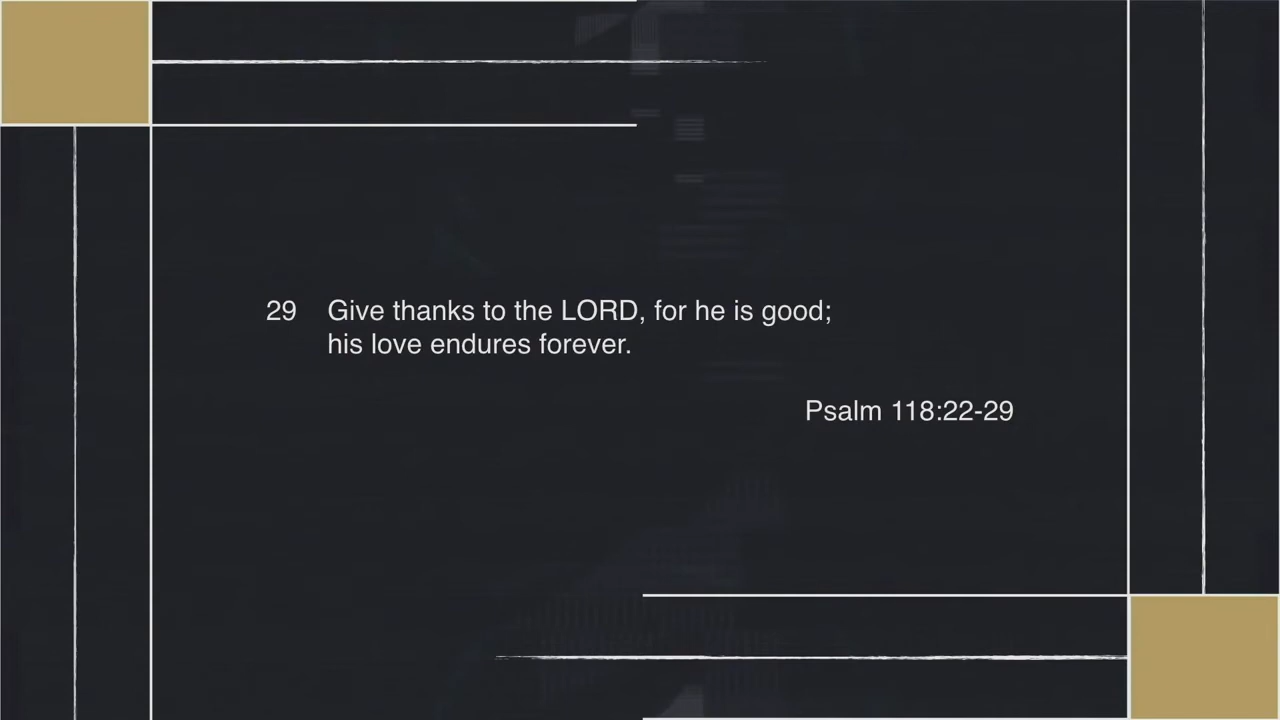 29 Give thanks to the LORD, for he is good;
his love endures forever.
Psalm 118:22-29